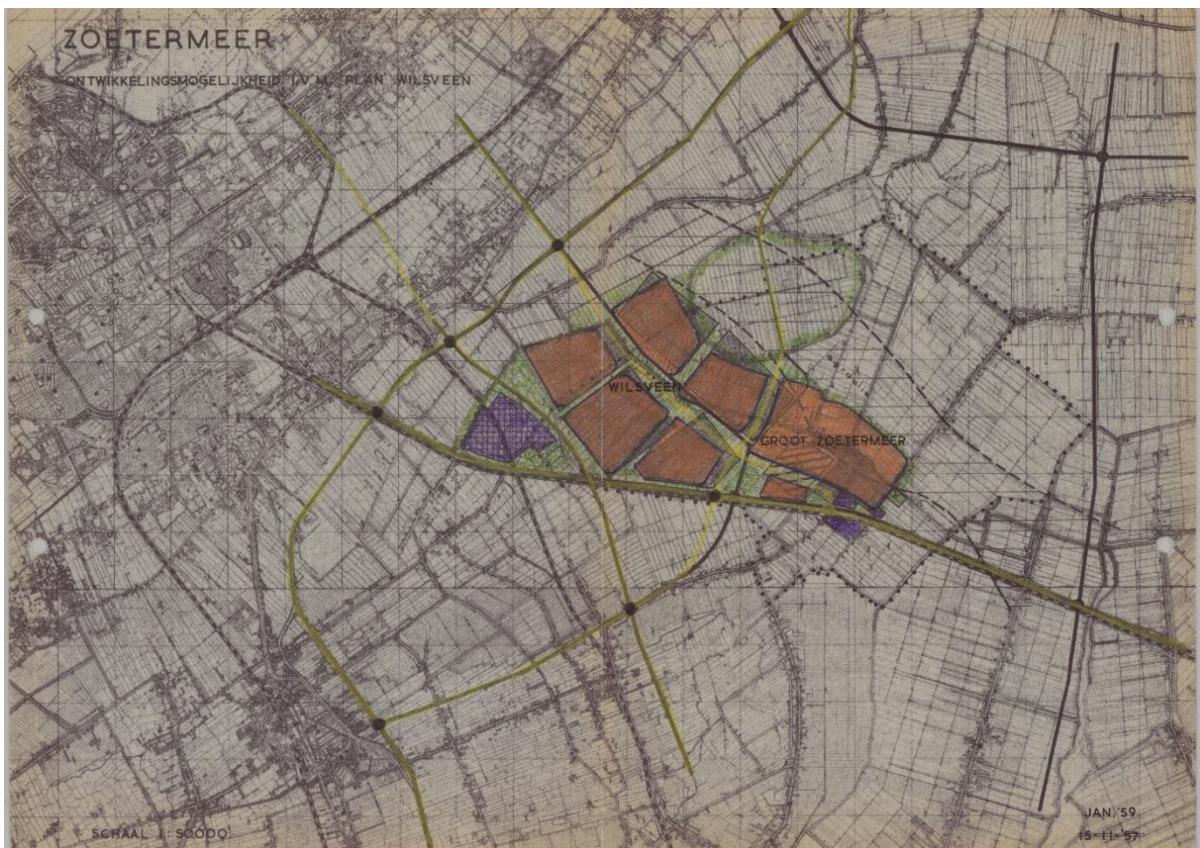 ZOETERMEER
ONTWIKKELINGSMOGELIJKHEID I.V.M. PLAN WILSVEEN
WILSVEEN
GROOT ZOETERMEER
SCHAAL 1:50000
JAN.'59
15-11-'57